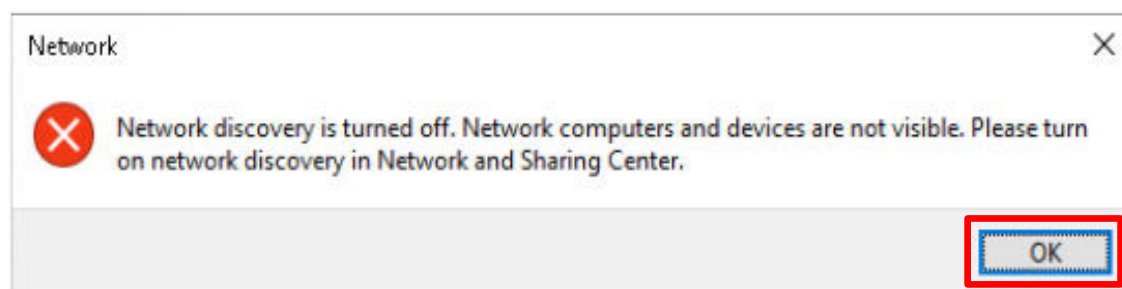 Network
Network discovery is turned off. Network computers and devices are not visible. Please turn
on network discovery in Network and Sharing Center.
OK